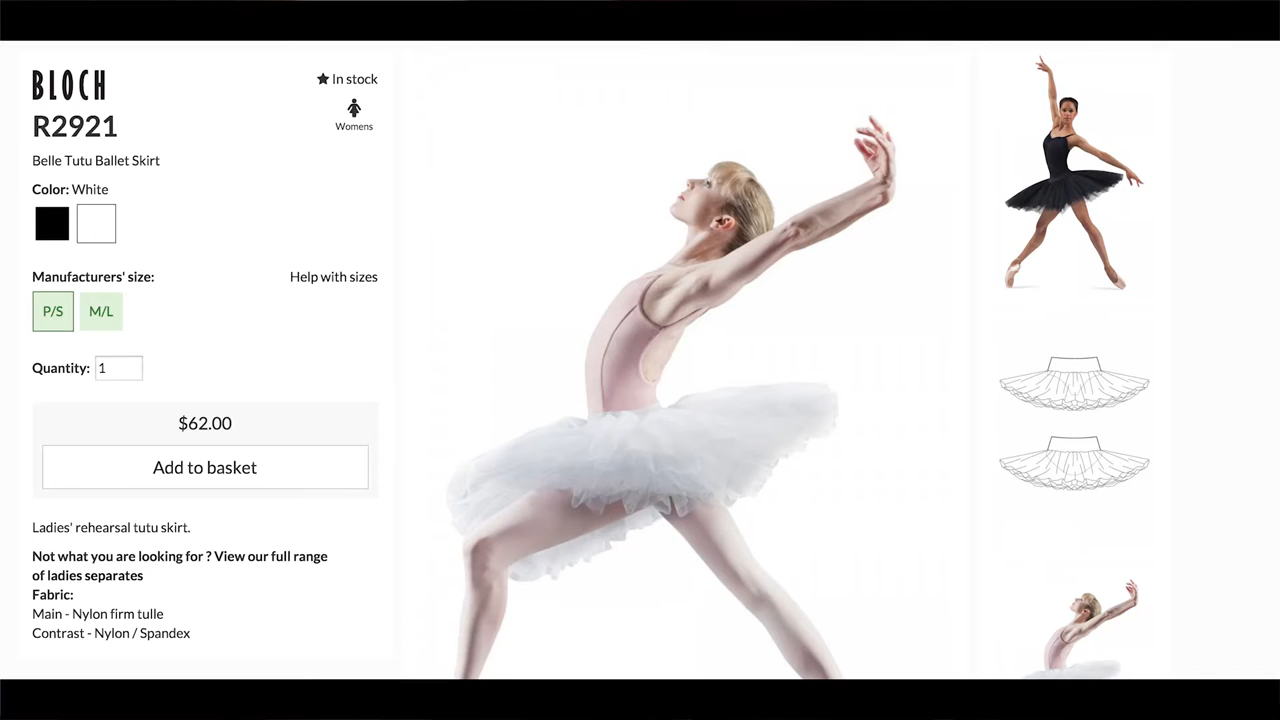 BLOCH
In stock
R2921
Womens
Belle Tutu Ballet Skirt
Color: White
Manufacturers' size:
Help with sizes
P/S
M/L
Quantity: 1
$62.00
Add to basket
Ladies' rehearsal tutu skirt.
Not what you are looking for ? View our full range
of ladies separates
Fabric:
Main - Nylon firm tulle
Contrast - Nylon / Spandex